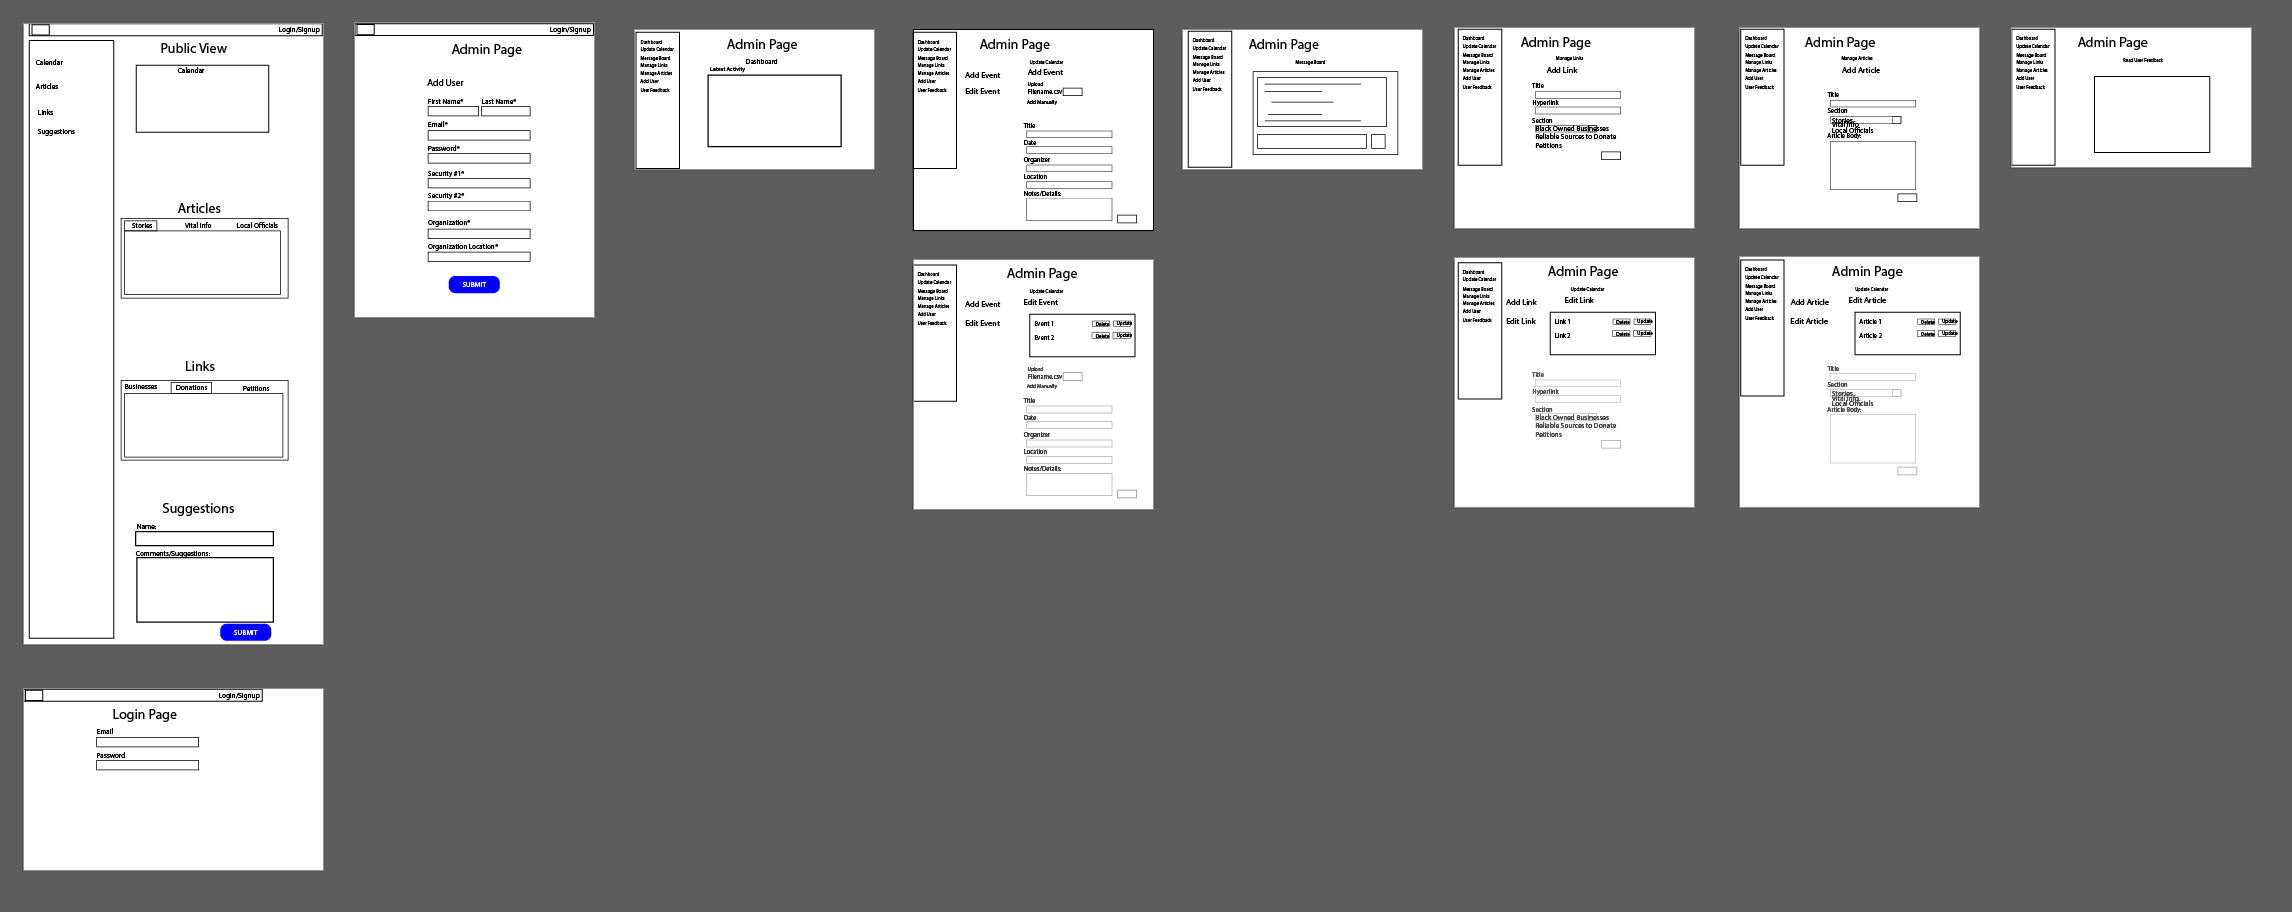 Login/Signup
Public View
Calendar
Calendar
Articles
Links
Suggestions
Articles
Stories Vital Info Local Officials
Links
Businesses Donations Petitions
Suggestions
Name:
Comments/Suggestions:
SUBMIT
Login/Signup
Login Page
Email
Password
Login/Signup
Admin Page
Add User
First Name* Last Name*
Email*
Password*
Security #1*
Security #2*
Organization*
Organization Location*
SUBMIT
Dashboard
Update Calendar
Message Board
Manage Links
Manage Articles
Add User
User Feedback
Admin Page
Dashboard
Latest Activity
Dashboard
Update Calendar
Message Board
Manage Links
Manage Articles
Add User
User Feedback
Admin Page
Add Event
Edit Event
Update Calendar
Add Event
Upload
Filename.csv
Add Manually
Title
Date
Organizer
Location
Notes/Details:
Dashboard
Update Calendar
Message Board
Manage Links
Manage Articles
Add User
User Feedback
Admin Page
Add Event
Edit Event
Update Calendar
Edit Event
Event 1 Delete Update
Event 2 Delete Update
Upload
Filename.csv
Add Manually
Title
Date
Organizer
Location
Notes/Details:
Dashboard
Update Calendar
Message Board
Manage Links
Manage Articles
Add User
User Feedback
Admin Page
Message Board
Dashboard
Update Calendar
Message Board
Manage Links
Manage Articles
Add User
User Feedback
Admin Page
Manage Links
Add Link
Title
Hyperlink
Section
Black Owned Businesses
Reliable Sources to Donate
Petitions
Dashboard
Update Calendar
Message Board
Manage Links
Manage Articles
Add User
User Feedback
Admin Page
Add Link
Edit Link
Update Calendar
Edit Link
Link 1 Delete Update
Link 2 Delete Update
Title
Hyperlink
Section
Black Owned Businesses
Reliable Sources to Donate
Petitions
Dashboard
Update Calendar
Message Board
Manage Links
Manage Articles
Add User
User Feedback
Admin Page
Manage Articles
Add Article
Title
Section
Stories
Vital Info
Local Officials
Article Body:
Dashboard
Update Calendar
Message Board
Manage Links
Manage Articles
Add User
User Feedback
Admin Page
Add Article
Edit Article
Update Calendar
Edit Article
Article 1 Delete Update
Article 2 Delete Update
Title
Section
Stories
Vital Info
Local Officials
Article Body:
Dashboard
Update Calendar
Message Board
Manage Links
Manage Articles
Add User
User Feedback
Admin Page
Read User Feedback